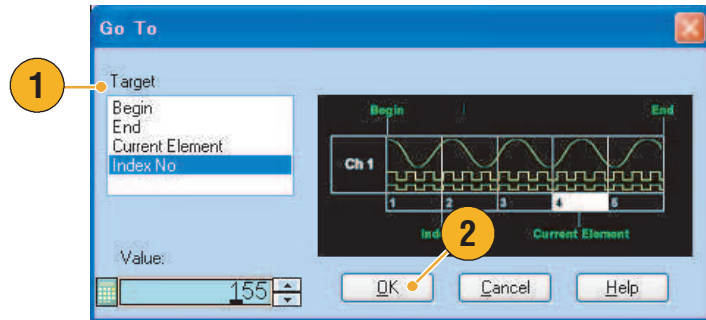 Go To
1
Target
Begin
End
Current Element
Index No
Value:
155
Begin
End
Ch 1
1 2 3 4 5
Current Element
2
OK
Cancel
Help